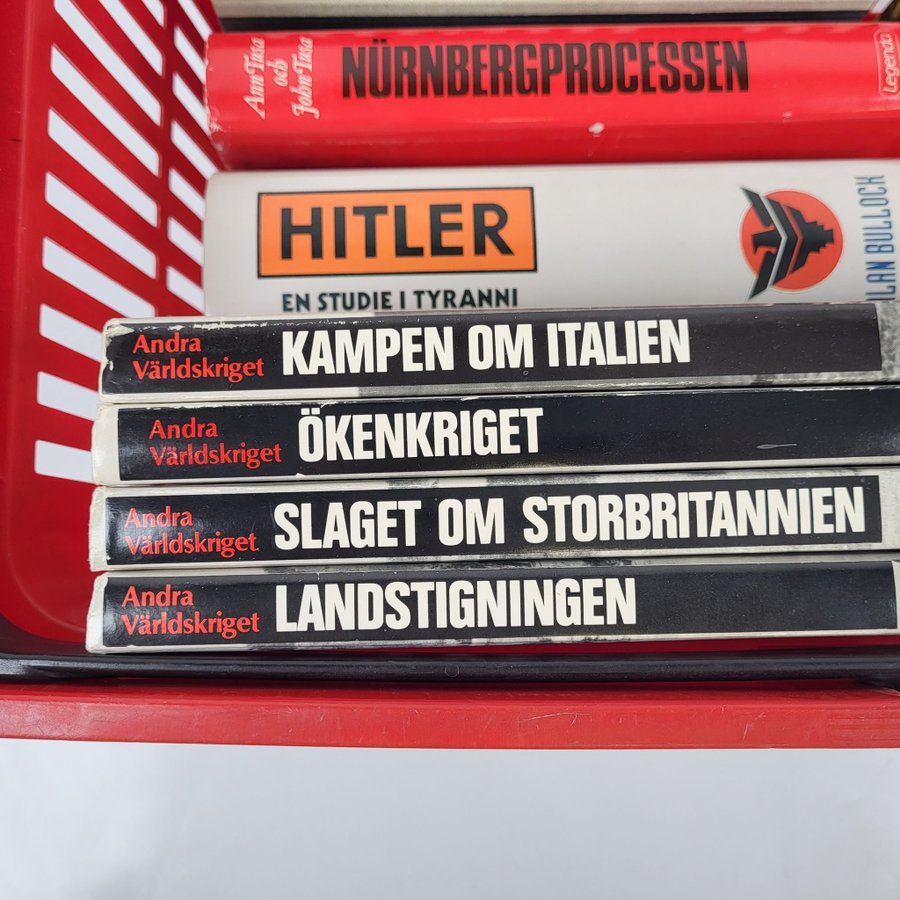 Ann Tusa
och
John Tusa
NÜRNBERGPROCESSEN
Legenda
HITLER
EN STUDIE I TYRANNI
ALAN BULLOCK
Andra
Världskriget
KAMPEN OM ITALIEN
Andra
Världskriget
ÖKENKRIGET
Andra
Världskriget
SLAGET OM STORBRITANNIEN
Andra
Världskriget
LANDSTIGNINGEN